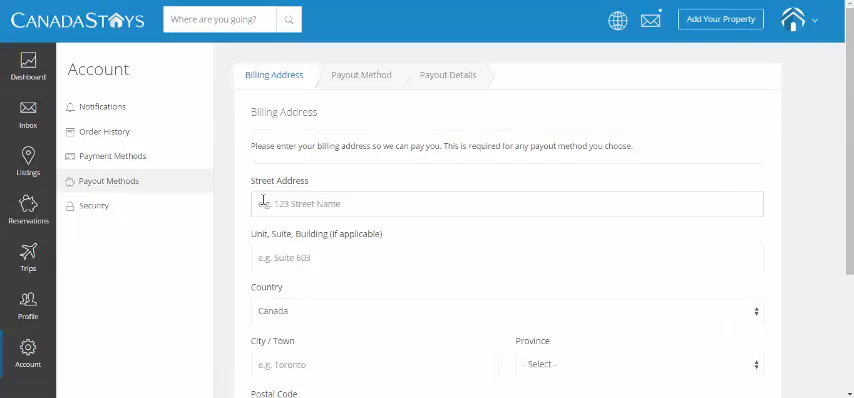 CANADASTAYS
Where are you going?
Add Your Property
Dashboard
Inbox
Listings
Reservations
Trips
Profile
Account
Account
Notifications
Order History
Payment Methods
Payout Methods
Security
Billing Address
Payout Method
Payout Details
Billing Address
Please enter your billing address so we can pay you. This is required for any payout method you choose.
Street Address
e.g. 123 Street Name
Unit, Suite, Building (if applicable)
e.g. Suite 603
Country
Canada
City / Town
Province
e.g. Toronto
- Select -
Postal Code